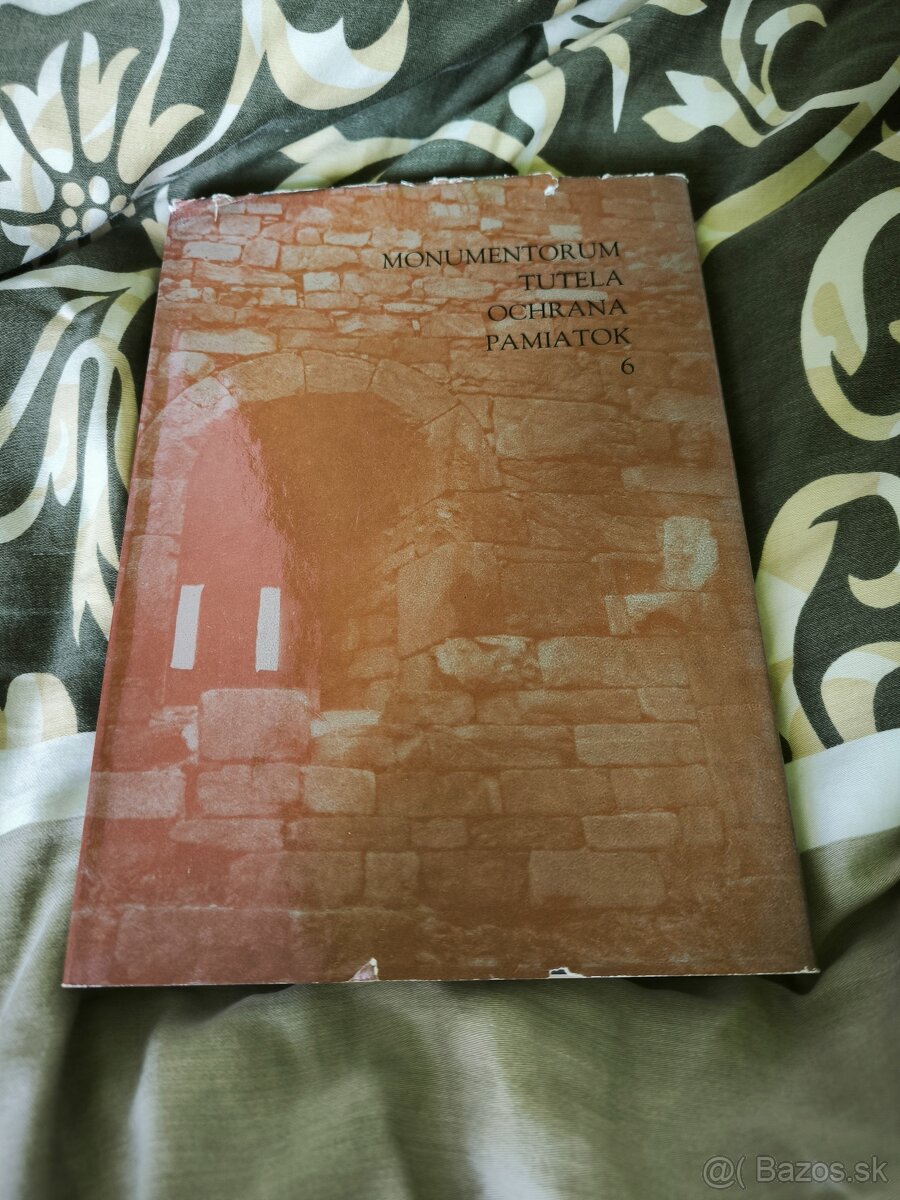 MONUMENTORUM
TUTELA
OCHRANA
PAMIATOK
6
@( Bazos.sk